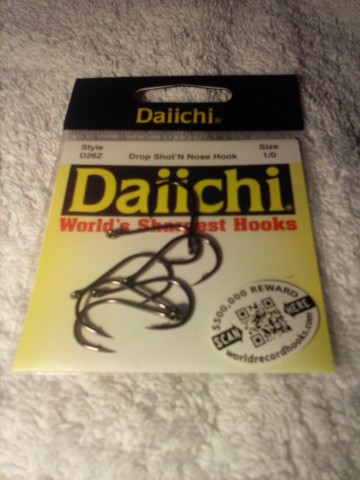 Daiichi®
Style
D26Z
Drop Shot'N Nose Hook
Size
1/0
Daiichi®
World's Sharpest Hooks
$500,000 REWARD
SCAN
HERE
worldrecordhooks.com